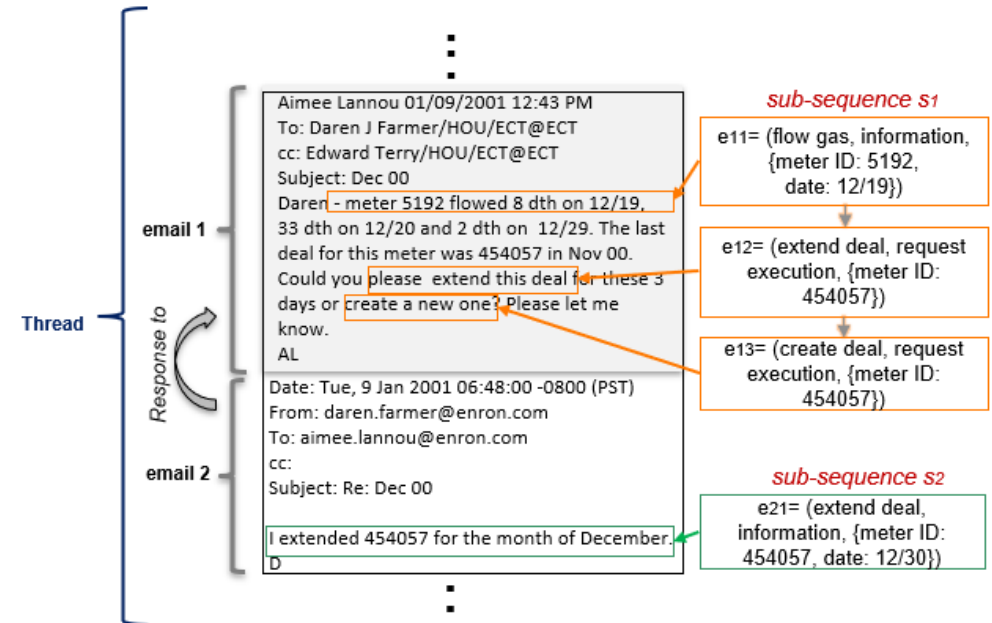 Thread
email 1
Response to
email 2
Aimee Lannou 01/09/2001 12:43 PM
To: Daren J Farmer/HOU/ECT@ECT
cc: Edward Terry/HOU/ECT@ECT
Subject: Dec 00
Daren - meter 5192 flowed 8 dth on 12/19,
33 dth on 12/20 and 2 dth on 12/29. The last
deal for this meter was 454057 in Nov 00.
Could you please extend this deal for these 3
days or create a new one? Please let me
know.
AL
Date: Tue, 9 Jan 2001 06:48:00 -0800 (PST)
From: daren.farmer@enron.com
To: aimee.lannou@enron.com
cc:
Subject: Re: Dec 00
I extended 454057 for the month of December.
D
sub-sequence s1
e11= (flow gas, information,
{meter ID: 5192,
date: 12/19})
e12= (extend deal, request
execution, {meter ID:
454057})
e13= (create deal, request
execution, {meter ID:
454057})
sub-sequence s2
e21= (extend deal,
information, {meter ID:
454057, date: 12/30})